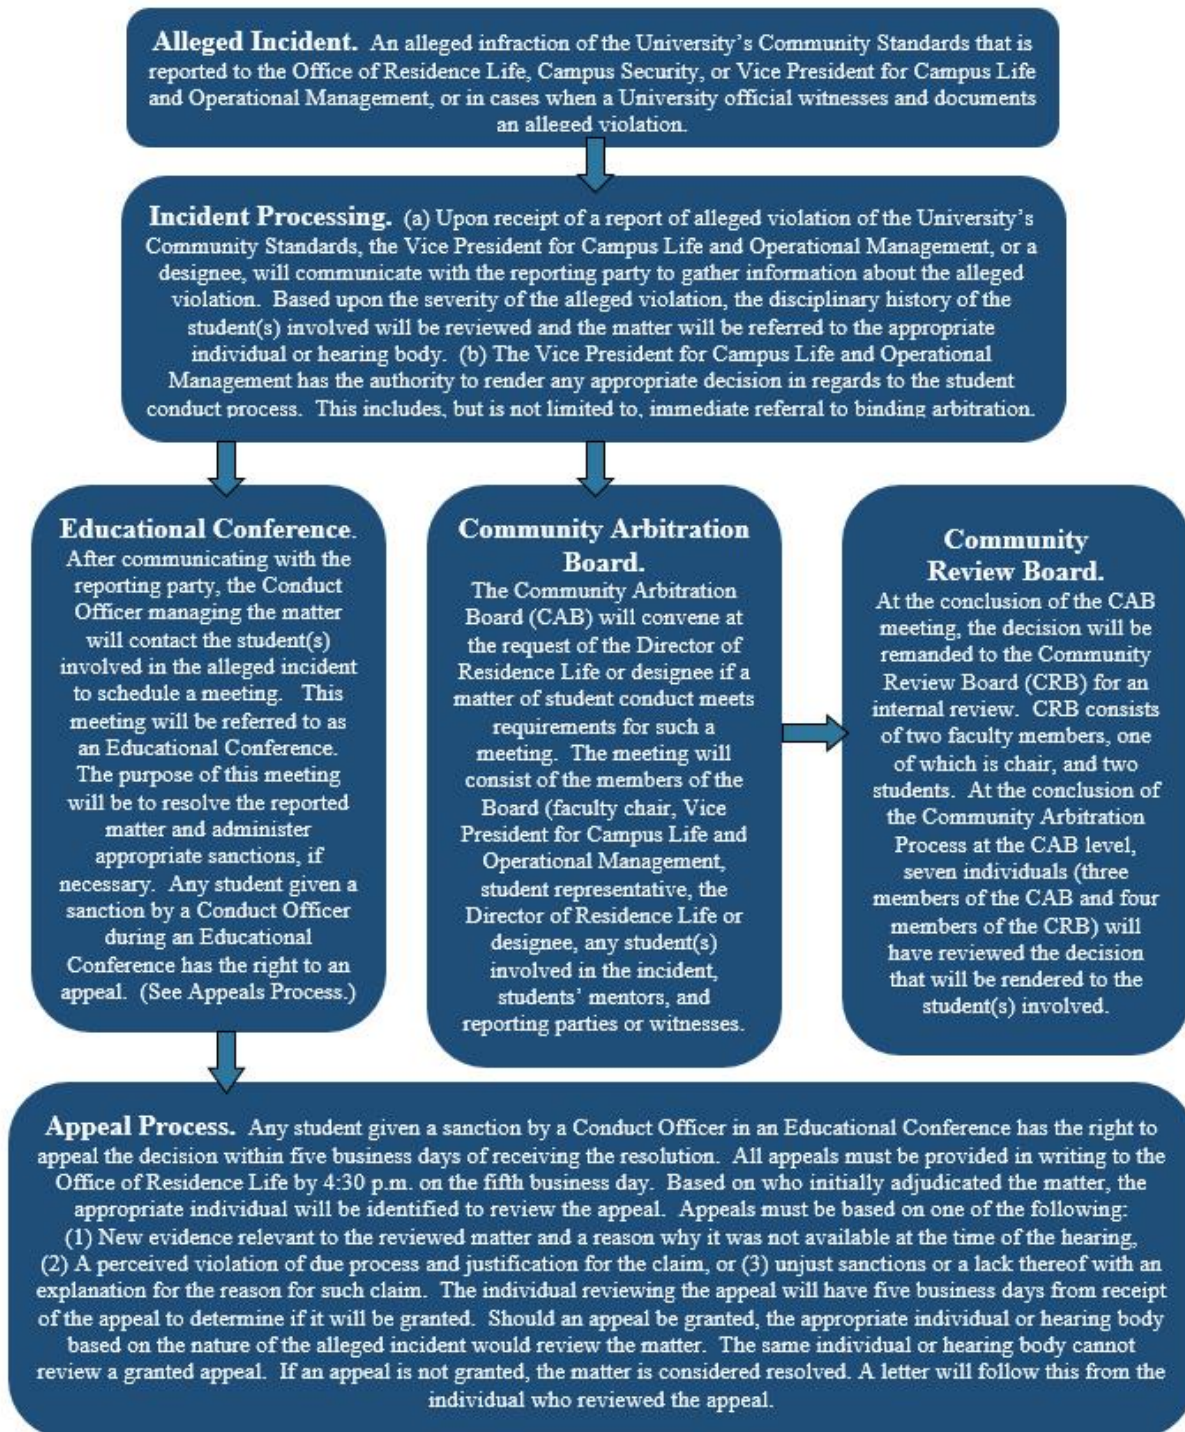 Alleged Incident. An alleged infraction of the University's Community Standards that is
reported to the Office of Residence Life, Campus Security, or Vice President for Campus Life
and Operational Management, or in cases when a University official witnesses and documents
an alleged violation.
Incident Processing. (a) Upon receipt of a report of alleged violation of the University's
Community Standards, the Vice President for Campus Life and Operational Management, or a
designee, will communicate with the reporting party to gather information about the alleged
violation. Based upon the severity of the alleged violation, the disciplinary history of the
student(s) involved will be reviewed and the matter will be referred to the appropriate
individual or hearing body. (b) The Vice President for Campus Life and Operational
Management has the authority to render any appropriate decision in regards to the student
conduct process. This includes, but is not limited to, immediate referral to binding arbitration.
Educational Conference.
After communicating with the
reporting party, the Conduct
Officer managing the matter
will contact the student(s)
involved in the alleged incident
to schedule a meeting. This
meeting will be referred to as
an Educational Conference.
The purpose of this meeting
will be to resolve the reported
matter and administer
appropriate sanctions, if
necessary. Any student given a
sanction by a Conduct Officer
during an Educational
Conference has the right to an
appeal. (See Appeals Process.)
Community Arbitration
Board.
The Community Arbitration
Board (CAB) will convene at
the request of the Director of
Residence Life or designee if a
matter of student conduct meets
requirements for such a
meeting. The meeting will
consist of the members of the
Board (faculty chair, Vice
President for Campus Life and
Operational Management,
student representative, the
Director of Residence Life or
designee, any student(s)
involved in the incident,
students' mentors, and
reporting parties or witnesses.
Community
Review Board.
At the conclusion of the CAB
meeting, the decision will be
remanded to the Community
Review Board (CRB) for an
internal review. CRB consists
of two faculty members, one
of which is chair, and two
students. At the conclusion of
the Community Arbitration
Process at the CAB level,
seven individuals (three
members of the CAB and four
members of the CRB) will
have reviewed the decision
that will be rendered to the
student(s) involved.
Appeal Process. Any student given a sanction by a Conduct Officer in an Educational Conference has the right to
appeal the decision within five business days of receiving the resolution. All appeals must be provided in writing to the
Office of Residence Life by 4:30 p.m. on the fifth business day. Based on who initially adjudicated the matter, the
appropriate individual will be identified to review the appeal. Appeals must be based on one of the following:
(1) New evidence relevant to the reviewed matter and a reason why it was not available at the time of the hearing,
(2) A perceived violation of due process and justification for the claim, or (3) unjust sanctions or a lack thereof with an
explanation for the reason for such claim. The individual reviewing the appeal will have five business days from receipt
of the appeal to determine if it will be granted. Should an appeal be granted, the appropriate individual or hearing body
based on the nature of the alleged incident would review the matter. The same individual or hearing body cannot
review a granted appeal. If an appeal is not granted, the matter is considered resolved. A letter will follow this from the
individual who reviewed the appeal.